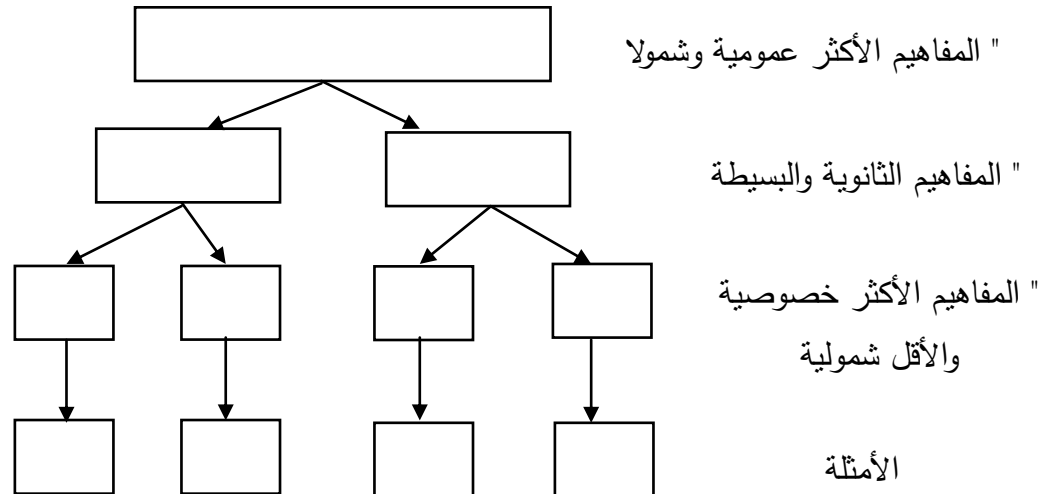 " المفاهيم الأكثر عمومية وشمولا
" المفاهيم الثانوية والبسيطة
" المفاهيم الأكثر خصوصية
والأقل شمولية
الأمثلة